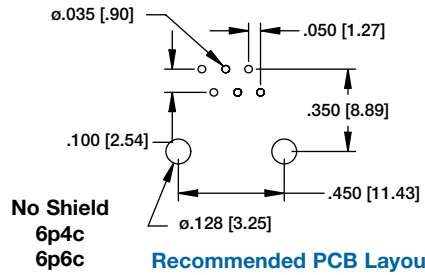 ø.035 [.90]
.050 [1.27]
.350 [8.89]
.100 [2.54]
.450 [11.43]
No Shield
ø.128 [3.25]
6p4c
6p6c
Recommended PCB Layou